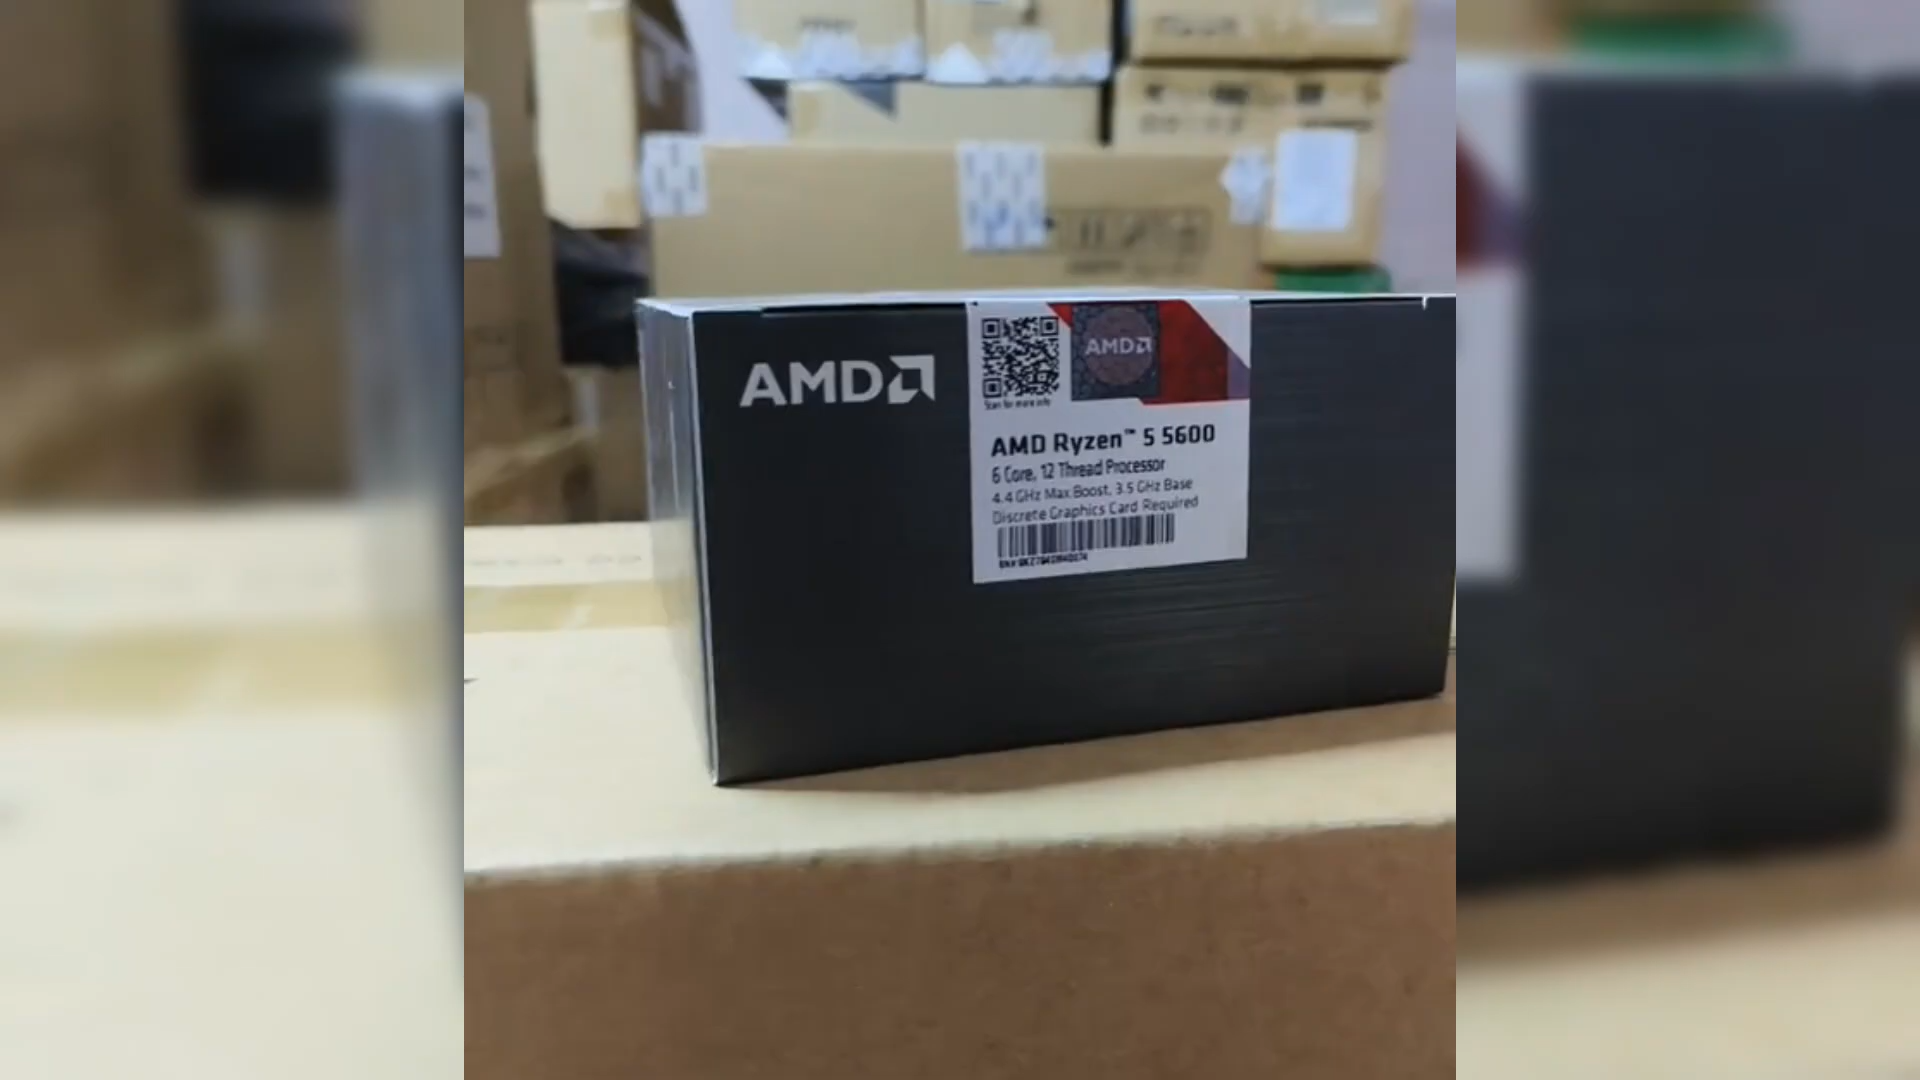 AMD
AMD
Scan for more info
AMD Ryzen™ 5 5600
6 Core, 12 Thread Processor
4.4 GHz Max Boost, 3.5 GHz Base
Discrete Graphics Card Required